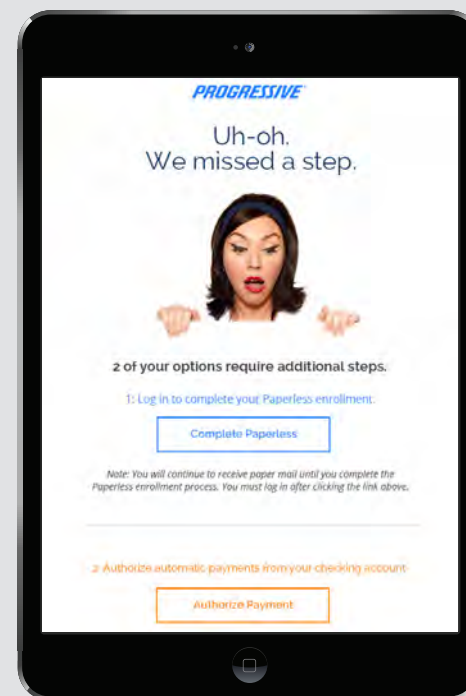 PROGRESSIVE
Uh-oh.
We missed a step.
2 of your options require additional steps.
1: Log in to complete your Paperless enrollment.
Complete Paperless
Note: You will continue to receive paper mail until you complete the
Paperless enrollment process. You must log in after clicking the link above.
2 Authorize automatic payments from your checking account
Authorize Payment